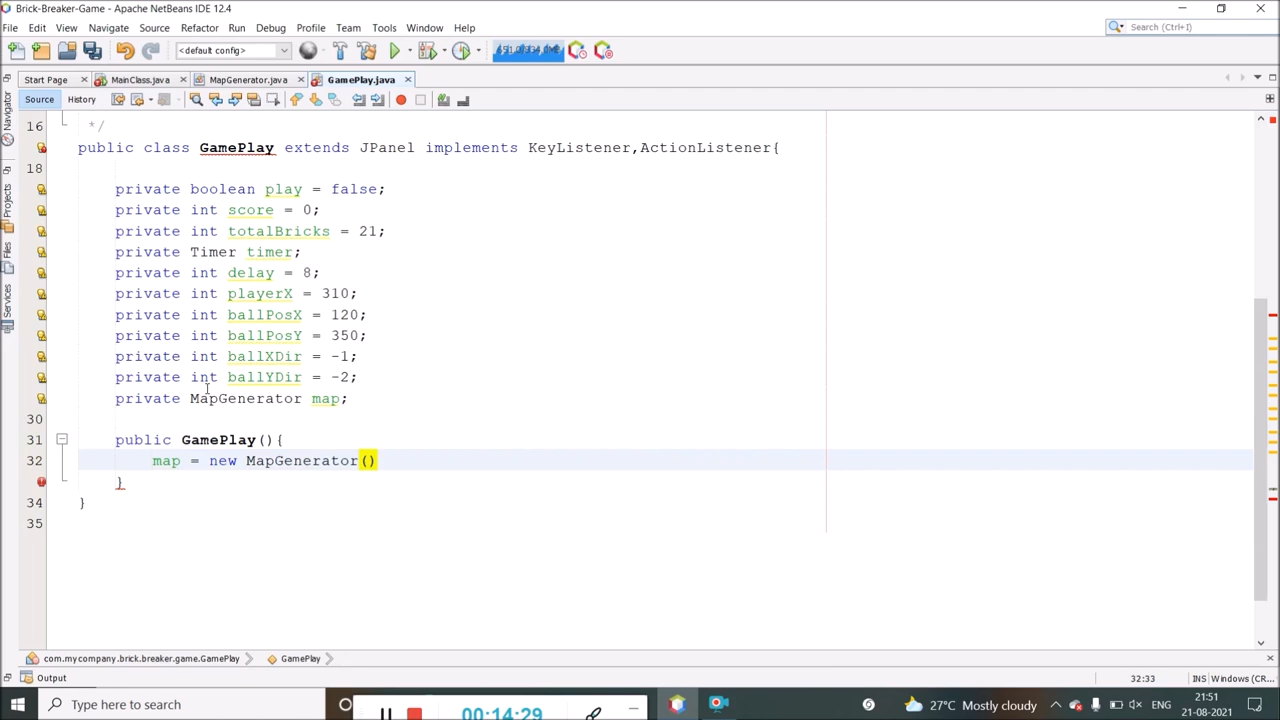 Brick-Breaker-Game - Apache NetBeans IDE 12.4
File Edit View Navigate Source Refactor Run Debug Profile Team Tools Window Help
Search (Ctrl+I)
<default config>
Start Page MainClass.java MapGenerator.java GamePlay.java
Source History
Navigator
Projects
Files
Services
16 */
public class GamePlay extends JPanel implements KeyListener,ActionListener{
18
private boolean play = false;
private int score = 0;
private int totalBricks = 21;
private Timer timer;
private int delay = 8;
private int playerX = 310;
private int ballPosX = 120;
private int ballPosY = 350;
private int ballXDir = -1;
private int ballYDir = -2;
private MapGenerator map;
30
31 public GamePlay(){
32 map = new MapGenerator()
}
34 }
35
com.mycompany.brick.breaker.game.GamePlay GamePlay
Output
32:33 INS Windows (CR...
Type here to search
00:14:29
27°C Mostly cloudy
ENG
21:51
21-08-2021